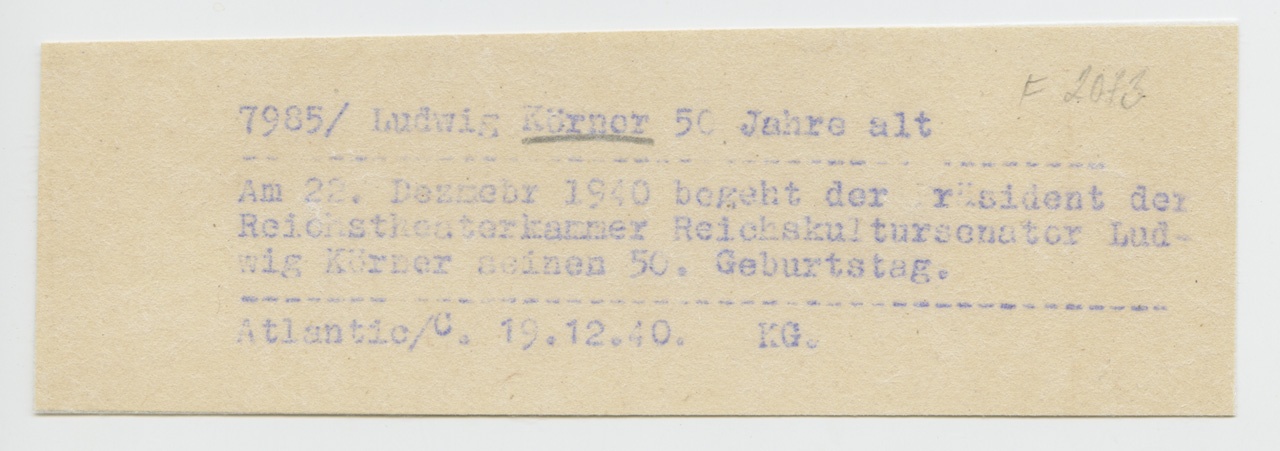 F 2013
7985/ Ludwig Körner 50 Jahre alt
Am 22. Dezmebr 1940 begeht der Präsident der
Reichstheaterkammer Reichskultursenator Lud-
wig Körner seinen 50. Geburtstag.
Atlantic/C. 19.12.40. KG.